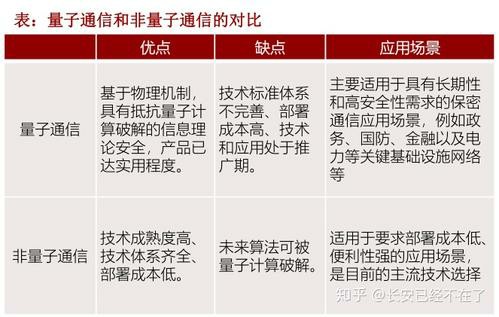 表：量子通信和非量子通信的对比
优点
缺点
应用场景
量子通信
基于物理机制，
具有抵抗量子计
算破解的信息理
论安全，产品已
达实用程度。
技术标准体系
不完善、部署
成本高、技术
和应用处于推
广期。
主要适用于具有长期性
和高安全性需求的保密
通信应用场景，例如政
务、国防、金融以及电
力等关键基础设施网络
等
非量子通信
技术成熟度高、
技术体系齐全、
部署成本低。
未来算法可被
量子计算破解。
适用于要求部署成本低、
便利性强的应用场景，
是目前的主流技术选择
知乎 @长安已经不在了